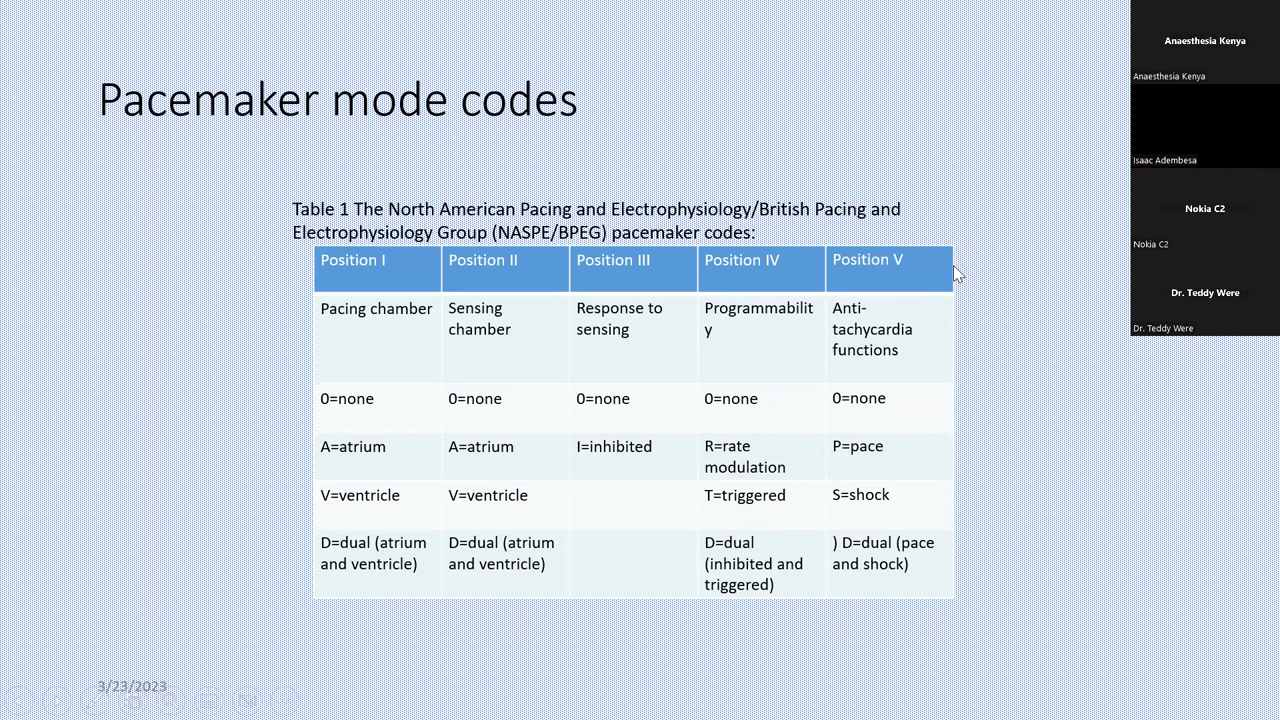 Pacemaker mode codes
Table 1 The North American Pacing and Electrophysiology/British Pacing and
Electrophysiology Group (NASPE/BPEG) pacemaker codes:
Position I Position II Position III Position IV Position V
Pacing chamber Sensing chamber Response to sensing Programmability Anti-tachycardia functions
0=none 0=none 0=none 0=none 0=none
A=atrium A=atrium I=inhibited R=rate modulation P=pace
V=ventricle V=ventricle T=triggered S=shock
D=dual (atrium and ventricle) D=dual (atrium and ventricle) D=dual (inhibited and triggered) ) D=dual (pace and shock)
3/23/2023
Anaesthesia Kenya
Anaesthesia Kenya
Isaac Adembesa
Nokia C2
Nokia C2
Dr. Teddy Were
Dr. Teddy Were